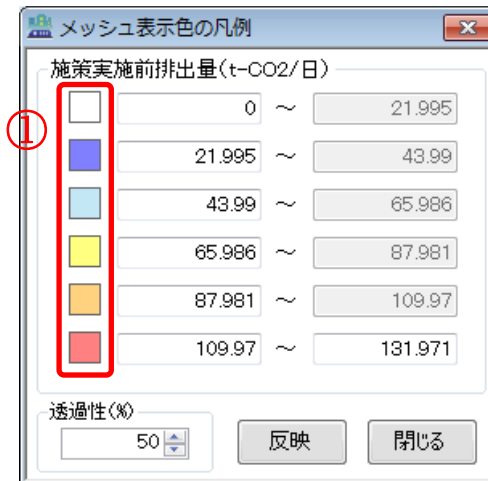 メッシュ表示色の凡例
施策実施前排出量(t-CO2/日)
①
0 ～ 21.995
21.995 ～ 43.99
43.99 ～ 65.986
65.986 ～ 87.981
87.981 ～ 109.97
109.97 ～ 131.971
透過性(%)
50 反映 閉じる